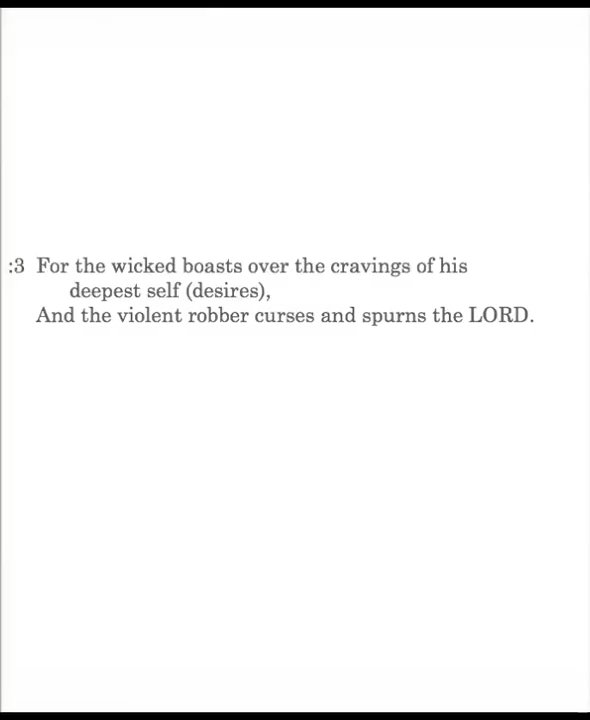 :3 For the wicked boasts over the cravings of his
deepest self (desires),
And the violent robber curses and spurns the LORD.